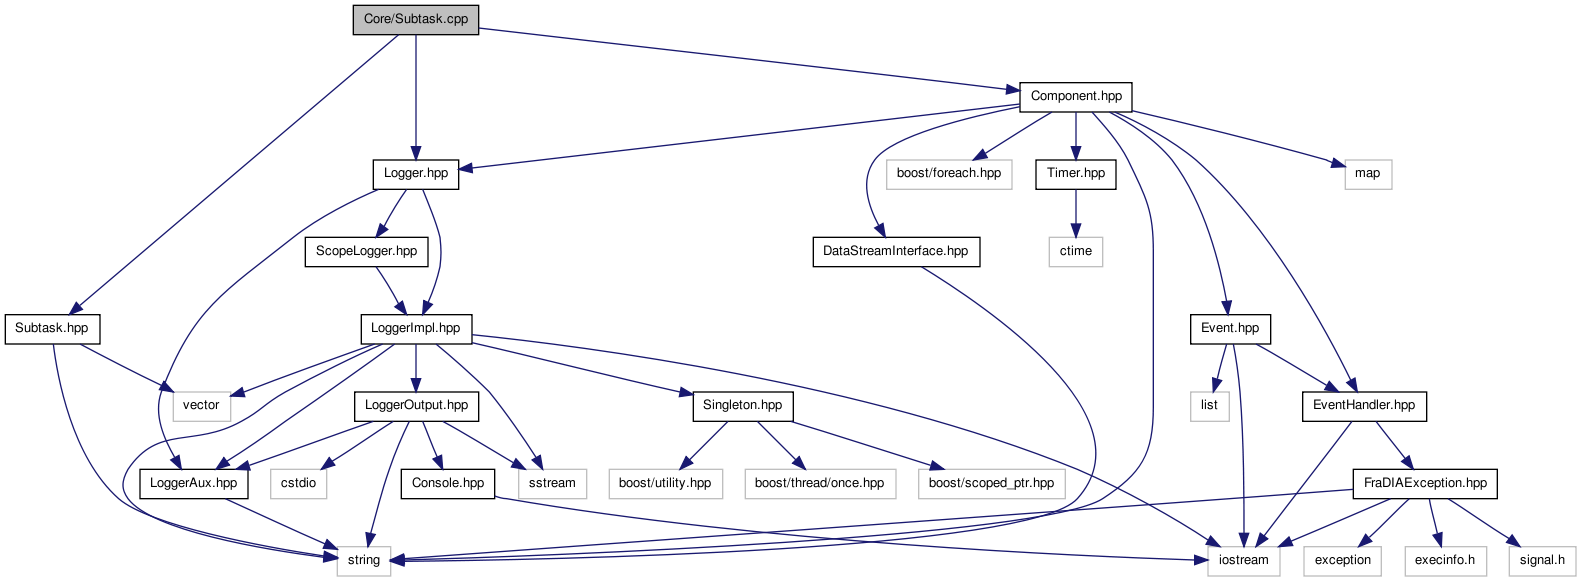 Core/Subtask.cpp
Component.hpp
Logger.hpp
boost/foreach.hpp
Timer.hpp
map
ScopeLogger.hpp
DataStreamInterface.hpp
ctime
Subtask.hpp
LoggerImpl.hpp
Event.hpp
vector
LoggerOutput.hpp
Singleton.hpp
list
EventHandler.hpp
LoggerAux.hpp
cstdio
Console.hpp
sstream
boost/utility.hpp
boost/thread/once.hpp
boost/scoped_ptr.hpp
FraDIAException.hpp
string
iostream
exception
execinfo.h
signal.h